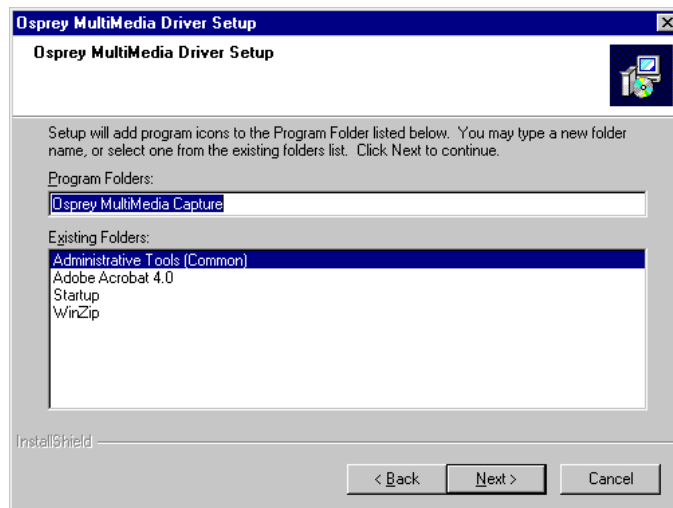 Osprey MultiMedia Driver Setup
Osprey MultiMedia Driver Setup
Setup will add program icons to the Program Folder listed below. You may type a new folder
name, or select one from the existing folders list. Click Next to continue.
Program Folders:
Osprey MultiMedia Capture
Existing Folders:
Administrative Tools (Common)
Adobe Acrobat 4.0
Startup
WinZip
InstallShield
< Back Next > Cancel